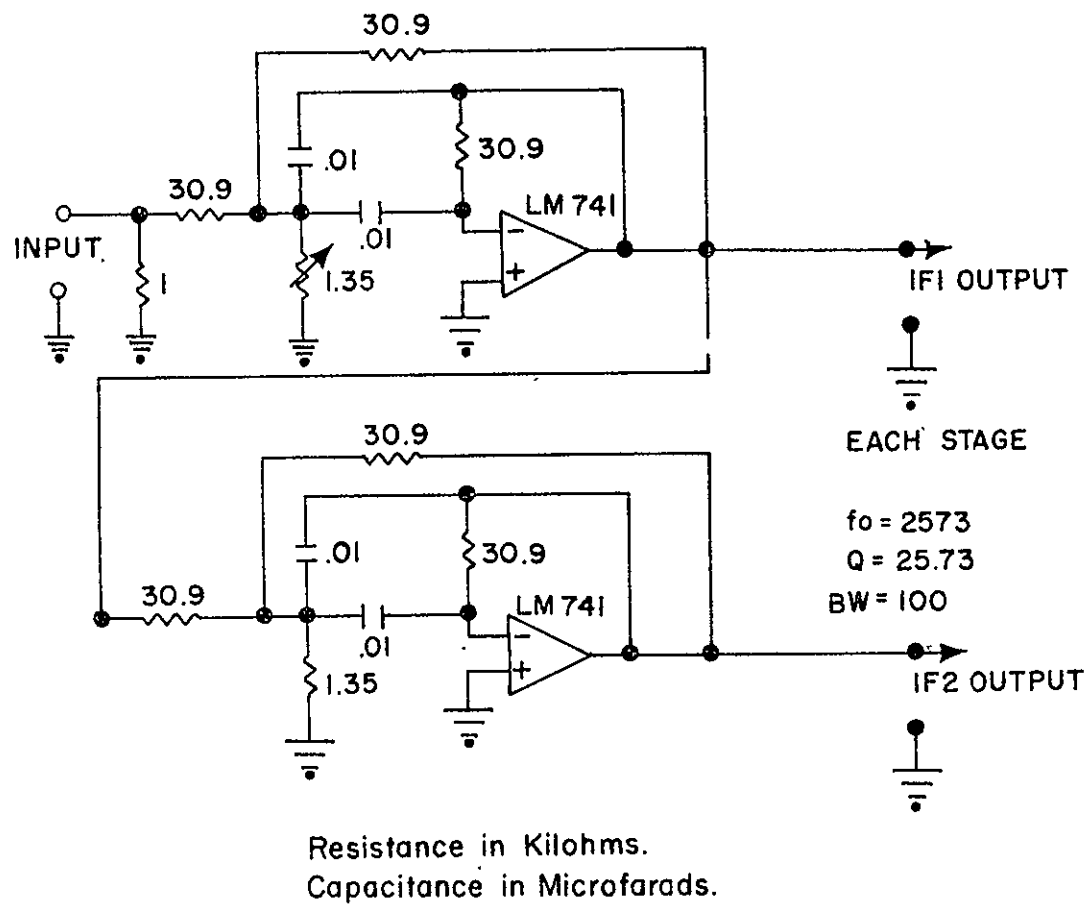 30.9
.01
30.9
LM 741
30.9
.01
INPUT.
1
1.35
−
+
IF1 OUTPUT
30.9
EACH STAGE
fo = 2573
.01
30.9
Q = 25.73
30.9
LM 741
BW = 100
.01
−
+
1.35
IF2 OUTPUT
Resistance in Kilohms.
Capacitance in Microfarads.